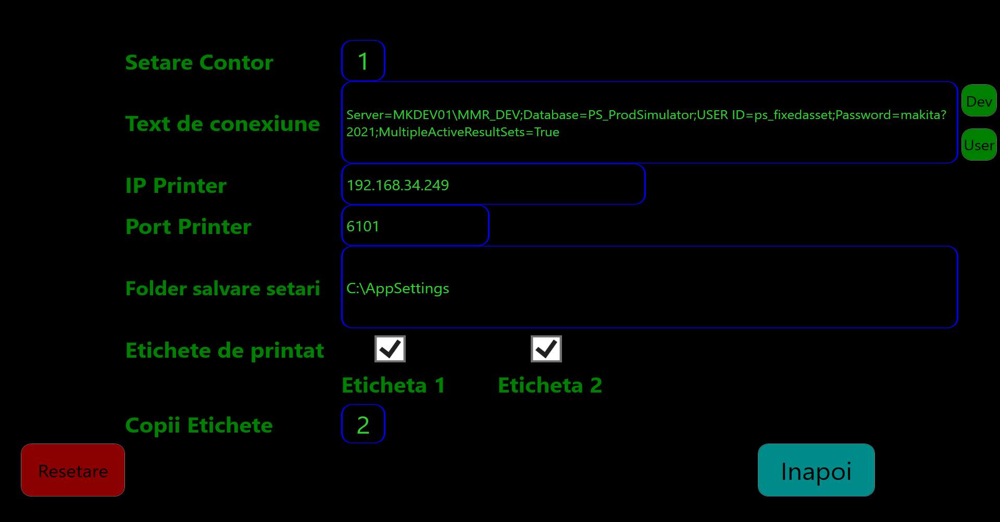 Setare Contor
1
Text de conexiune
Server=MKDEV01\MMR_DEV;Database=PS_ProdSimulator;USER ID=ps_fixedasset;Password=makita?
2021;MultipleActiveResultSets=True
Dev
User
IP Printer
192.168.34.249
Port Printer
6101
Folder salvare setari
C:\AppSettings
Etichete de printat
Eticheta 1
Eticheta 2
Copii Etichete
2
Resetare
Inapoi